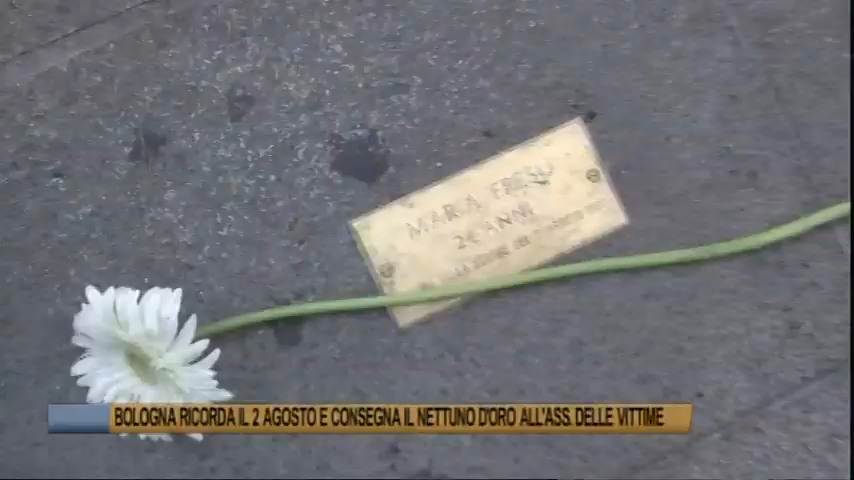 MARIA FRESU
24 ANNI
BOLOGNA RICORDA IL 2 AGOSTO E CONSEGNA IL NETTUNO D'ORO ALL'ASS. DELLE VITTIME